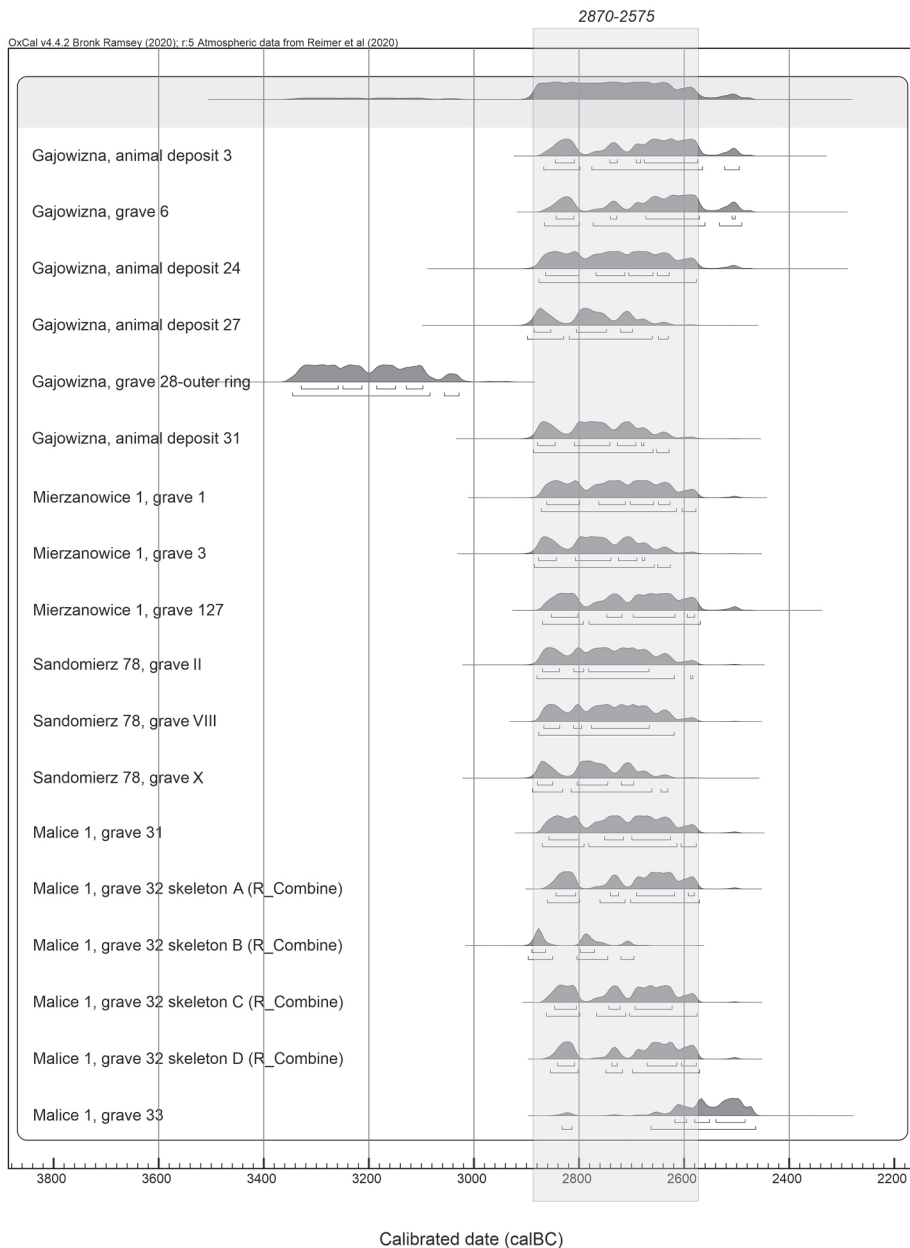 2870-2575
OxCal v4.4.2 Bronk Ramsey (2020); r:5 Atmospheric data from Reimer et al (2020)
Gajowizna, animal deposit 3
Gajowizna, grave 6
Gajowizna, animal deposit 24
Gajowizna, animal deposit 27
Gajowizna, grave 28-outer ring
Gajowizna, animal deposit 31
Mierzanowice 1, grave 1
Mierzanowice 1, grave 3
Mierzanowice 1, grave 127
Sandomierz 78, grave II
Sandomierz 78, grave VIII
Sandomierz 78, grave X
Malice 1, grave 31
Malice 1, grave 32 skeleton A (R_Combine)
Malice 1, grave 32 skeleton B (R_Combine)
Malice 1, grave 32 skeleton C (R_Combine)
Malice 1, grave 32 skeleton D (R_Combine)
Malice 1, grave 33
3800 3600 3400 3200 3000 2800 2600 2400 2200
Calibrated date (calBC)